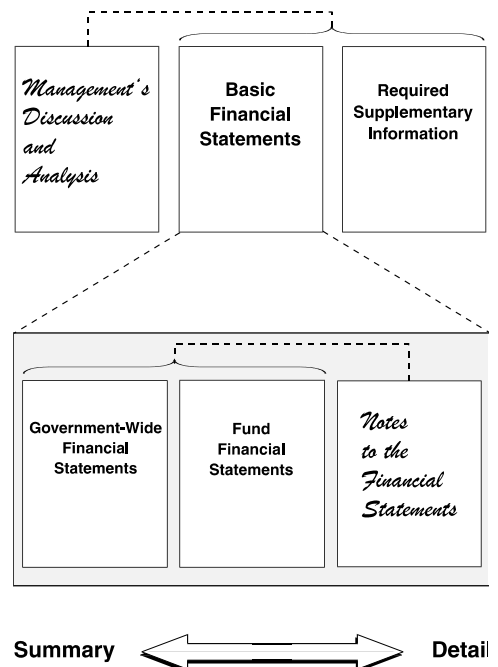 Management's
Discussion
and
Analysis
Basic
Financial
Statements
Required
Supplementary
Information
Government-Wide
Financial
Statements
Fund
Financial
Statements
Notes
to the
Financial
Statements
Summary
Detail